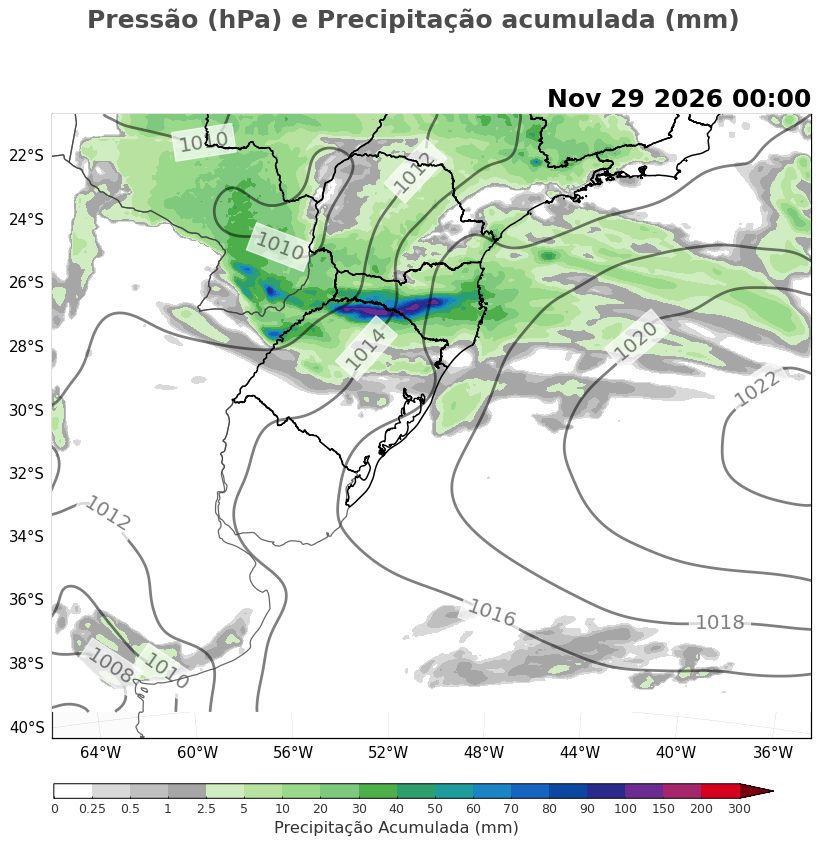 Pressão (hPa) e Precipitação acumulada (mm)
Nov 29 2026 00:00
22°S
24°S
26°S
28°S
30°S
32°S
34°S
36°S
38°S
40°S
1010
1012
1010
1014
1020
1022
1012
1016
1018
1008
1010
64°W 60°W 56°W 52°W 48°W 44°W 40°W 36°W
0 0.25 0.5 1 2.5 5 10 20 30 40 50 60 70 80 90 100 150 200 300
Precipitação Acumulada (mm)